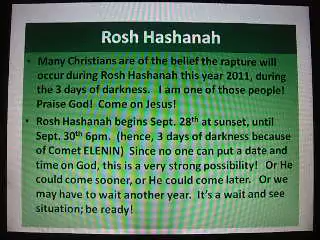 Rosh Hashanah
• Many Christians are of the belief the rapture will
occur during Rosh Hashanah this year 2011, during
the 3 days of darkness. I am one of those people!
Praise God! Come on Jesus!
• Rosh Hashanah begins Sept. 28th at sunset, until
Sept. 30th 6pm. (hence, 3 days of darkness because
of Comet ELENIN) Since no one can put a date and
time on God, this is a very strong possibility! Or He
could come sooner, or He could come later. Or we
may have to wait another year. It's a wait and see
situation; be ready!